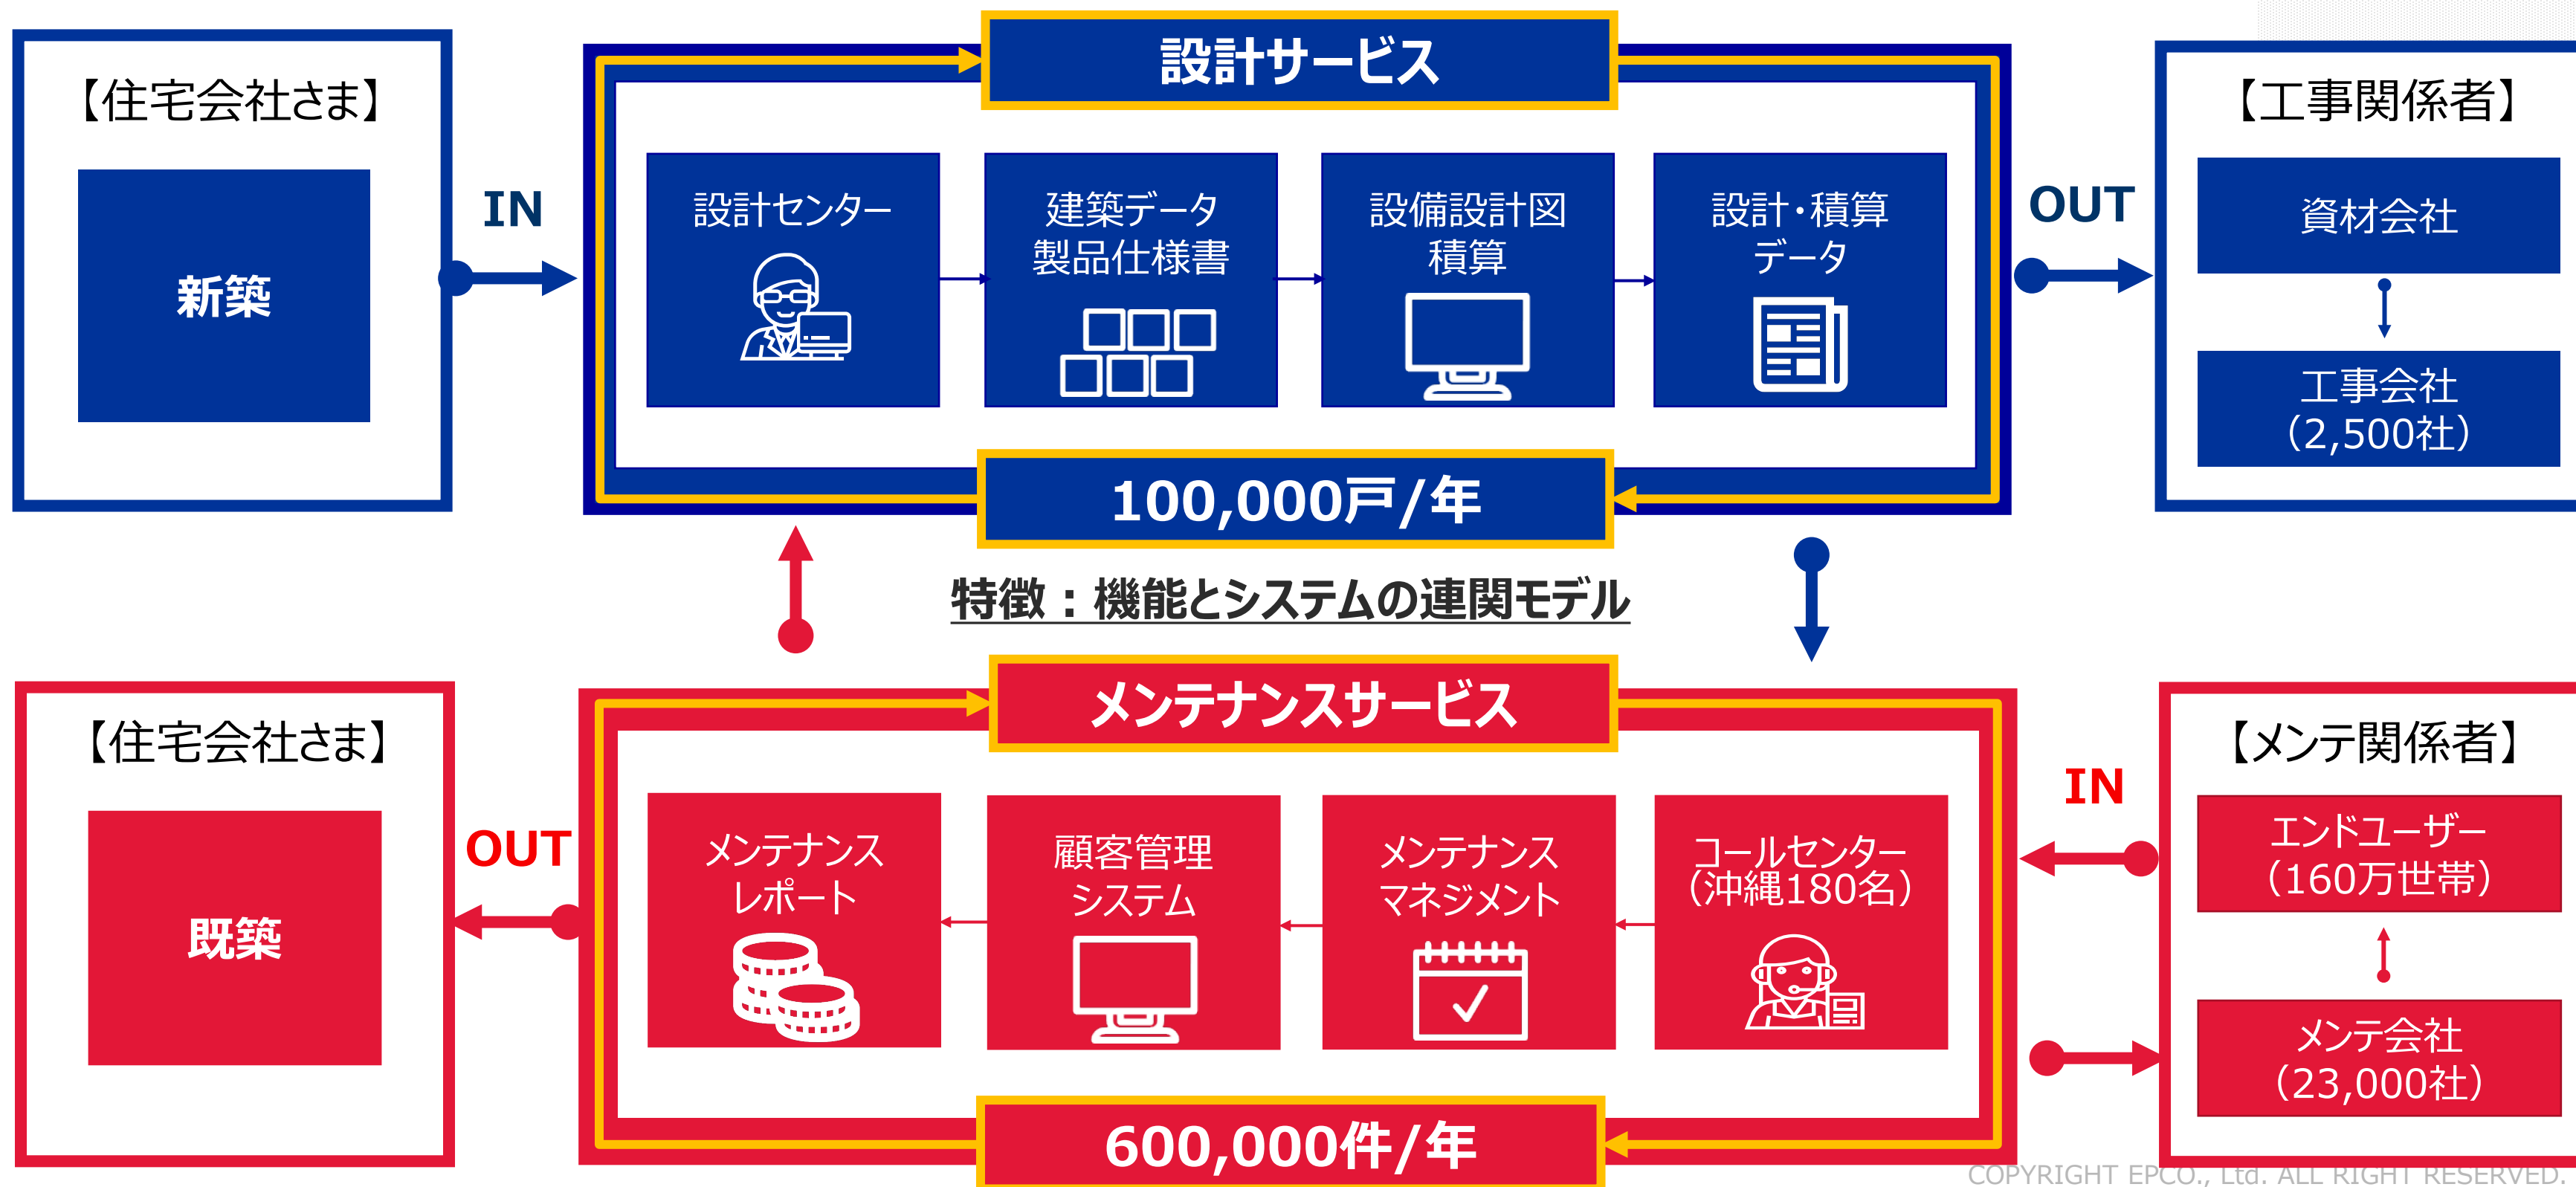 【住宅会社さま】
新築
IN
設計サービス
設計センター
建築データ
製品仕様書
設備設計図
積算
設計・積算
データ
100,000戸/年
OUT
【工事関係者】
資材会社
工事会社
（2,500社）
特徴：機能とシステムの連関モデル
【住宅会社さま】
既築
OUT
メンテナンスサービス
メンテナンス
レポート
顧客管理
システム
メンテナンス
マネジメント
コールセンター
（沖縄180名）
600,000件/年
IN
【メンテ関係者】
エンドユーザー
（160万世帯）
メンテ会社
（23,000社）
COPYRIGHT EPCO., Ltd. ALL RIGHT RESERVED.